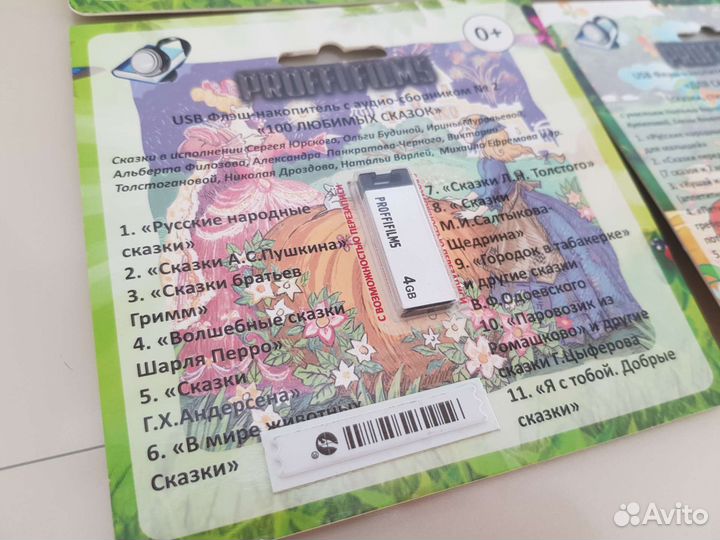 0+
PROFFIFILMS
USB Флэш-накопитель с аудио-сборником № 2
«100 ЛЮБИМЫХ СКАЗОК»
Сказки в исполнении Сергея Юрского, Ольги Будиной, Ирины Муравьевой,
Альберта Филозова, Александра Панкратова-Черного, Виктории
Толстогановой, Николая Дроздова, Натальи Варлей, Михаила Ефремова и др.
1. «Русские народные
сказки»
2. «Сказки А.С.Пушкина»
3. «Сказки братьев
Гримм»
4. «Волшебные сказки
Шарля Перро»
5. «Сказки
Г.Х.Андерсена»
6. «В мире животных.
Сказки»
С ВОЗМОЖНОСТЬЮ ПЕРЕЗАПИСИ
PROFFIFILMS
4GB
7. «Сказки Л.Н. Толстого»
8. «Сказки
М.И.Салтыкова-
Щедрина»
9. «Городок в табакерке»
и другие сказки
В.Ф.Одоевского
10. «Паровозик из
Ромашково» и другие
сказки Г.Цыферова
11. «Я с тобой. Добрые
сказки»
PROFFIFILMS
Avito